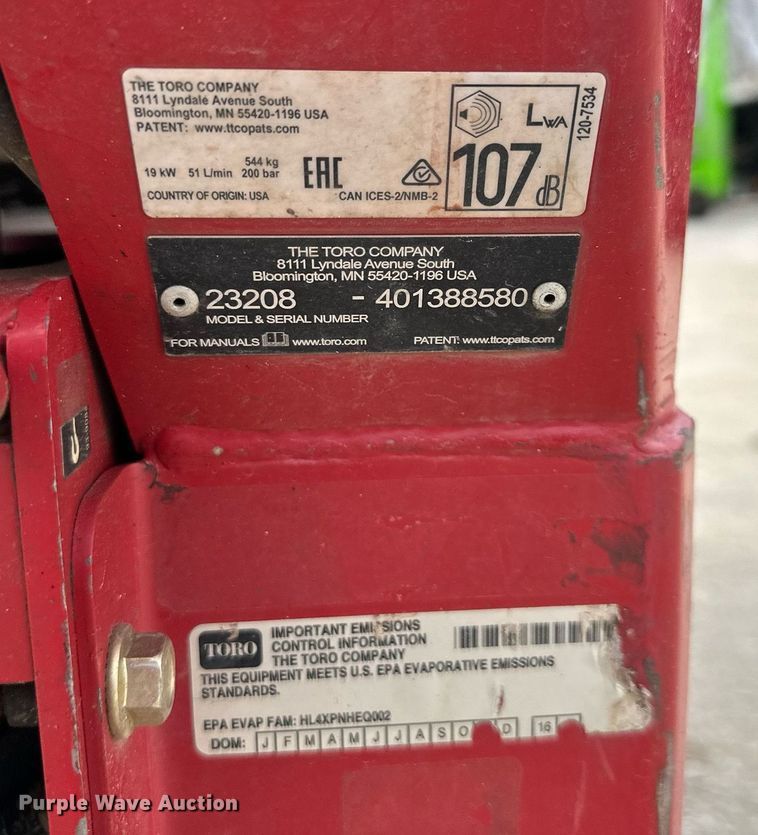 THE TORO COMPANY
8111 Lyndale Avenue South
Bloomington, MN 55420-1196 USA
PATENT: www.ttcopats.com
544 kg
19 kW 51 L/min 200 bar
EAC
COUNTRY OF ORIGIN: USA
CAN ICES-2/NMB-2
LWA
107 dB
120-7534
THE TORO COMPANY
8111 Lyndale Avenue South
Bloomington, MN 55420-1196 USA
23208 - 401388580
MODEL & SERIAL NUMBER
FOR MANUALS www.toro.com
PATENT: www.ttcopats.com
TORO
IMPORTANT EMISSIONS
CONTROL INFORMATION
THE TORO COMPANY
THIS EQUIPMENT MEETS U.S. EPA EVAPORATIVE EMISSIONS
STANDARDS.
EPA EVAP FAM: HL4XPNHEQ002
DOM: J F M A M J J A S O D 16
Purple Wave Auction